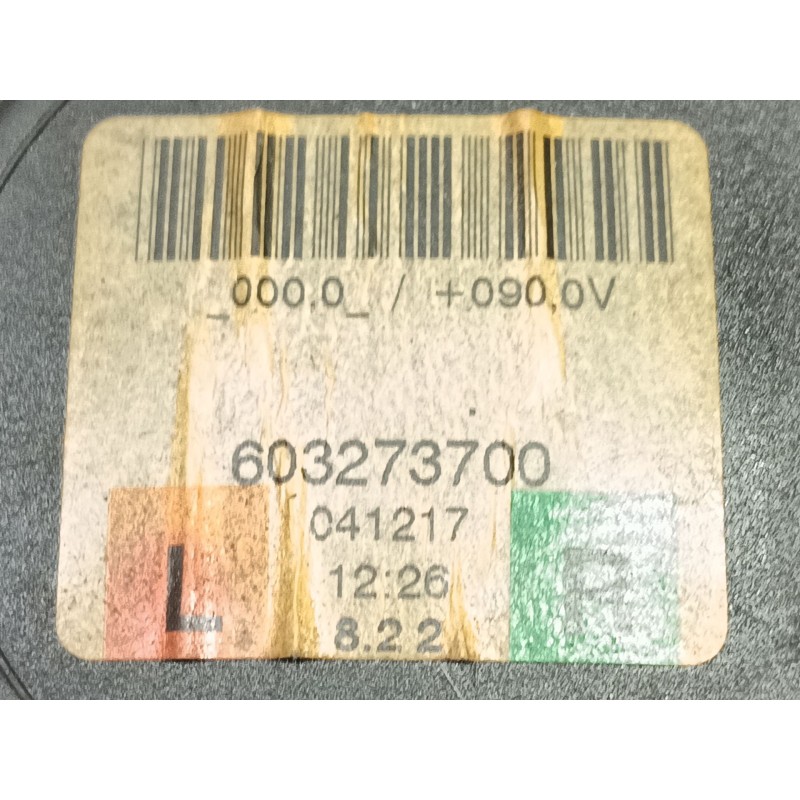 _000.0_ / +090.0V
603273700
041217
12:26
8.2 2
L
R